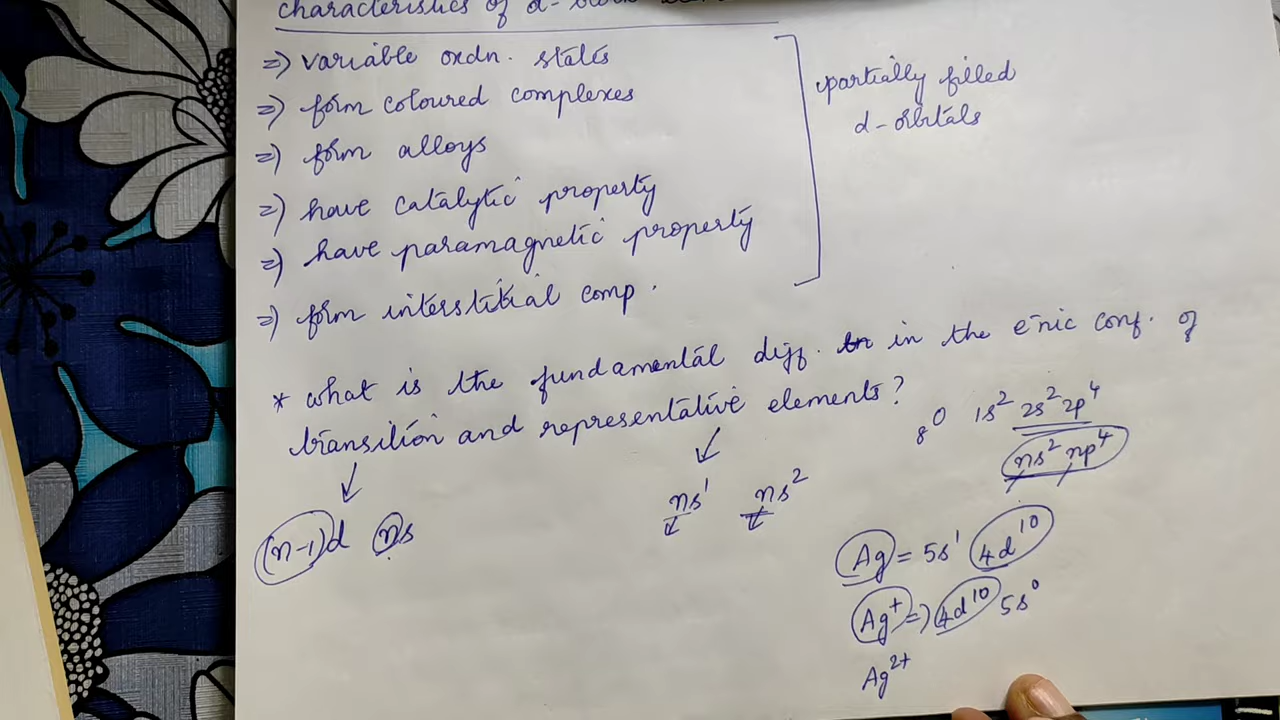 characteristics of d-block
=) variable oxdn. states
=) form coloured complexes
=) form alloys
=) have catalytic property
=) have paramagnetic property
=) form interstitial comp.
partially filled
d-orbitals
* what is the fundamental diff. in the e⁻nic conf. of
transition and representative elements?
(n-1)d ns
ns¹ ns²
₈O 1s² 2s² 2p⁴
ns² np⁴
Ag = 5s¹ 4d¹⁰
Ag⁺ =) 4d¹⁰ 5s⁰
Ag²⁺